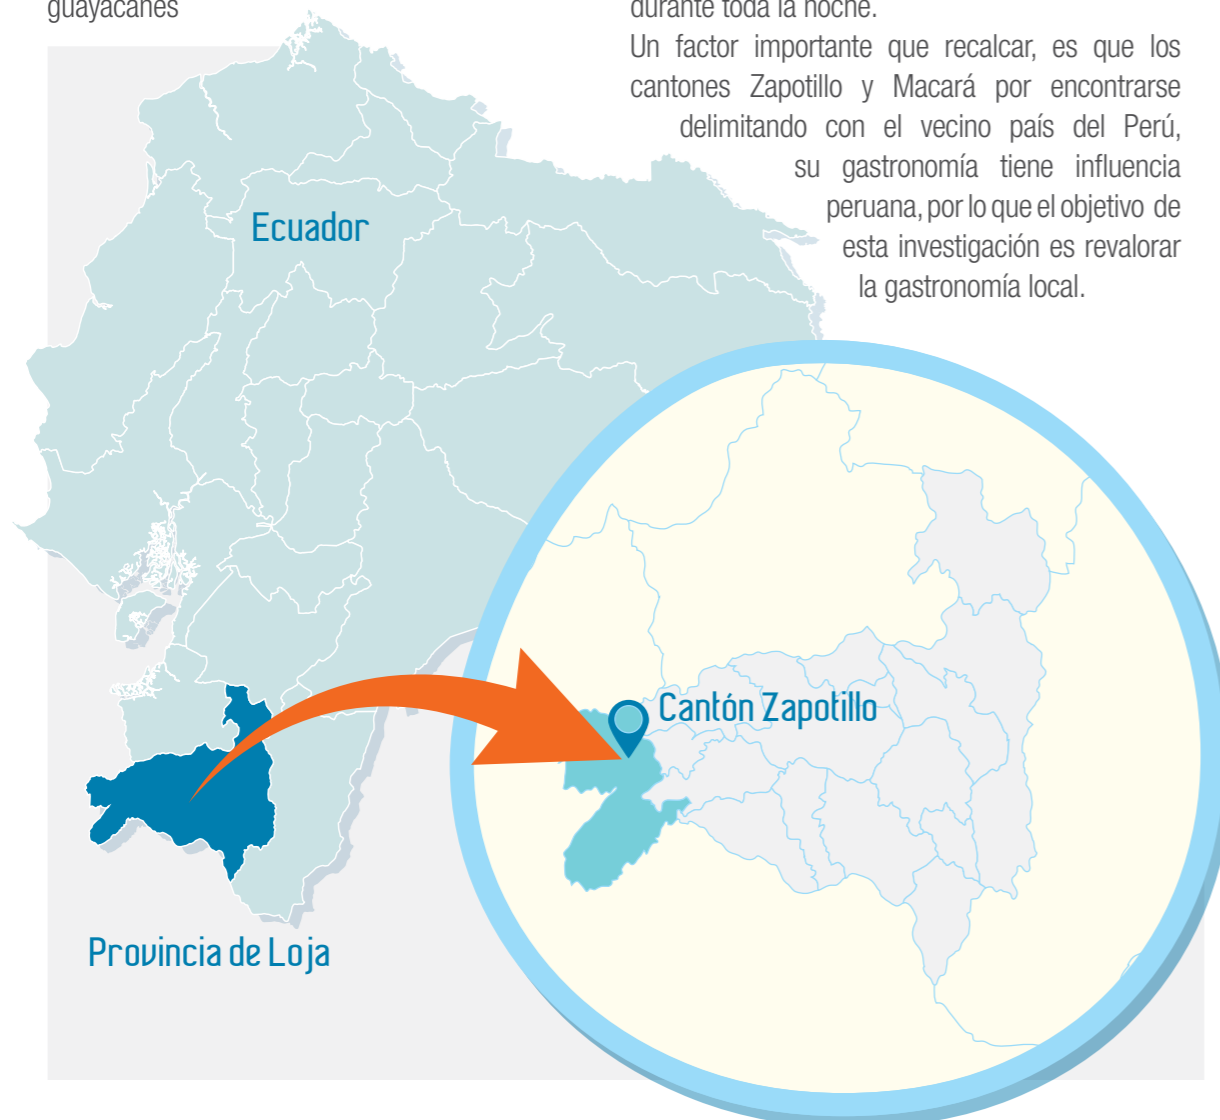 guayacanes
durante toda la noche.
Un factor importante que recalcar, es que los
cantones Zapotillo y Macará por encontrarse
delimitando con el vecino país del Perú,
su gastronomía tiene influencia
peruana, por lo que el objetivo de
esta investigación es revalorar
la gastronomía local.
Ecuador
Cantón Zapotillo
Provincia de Loja